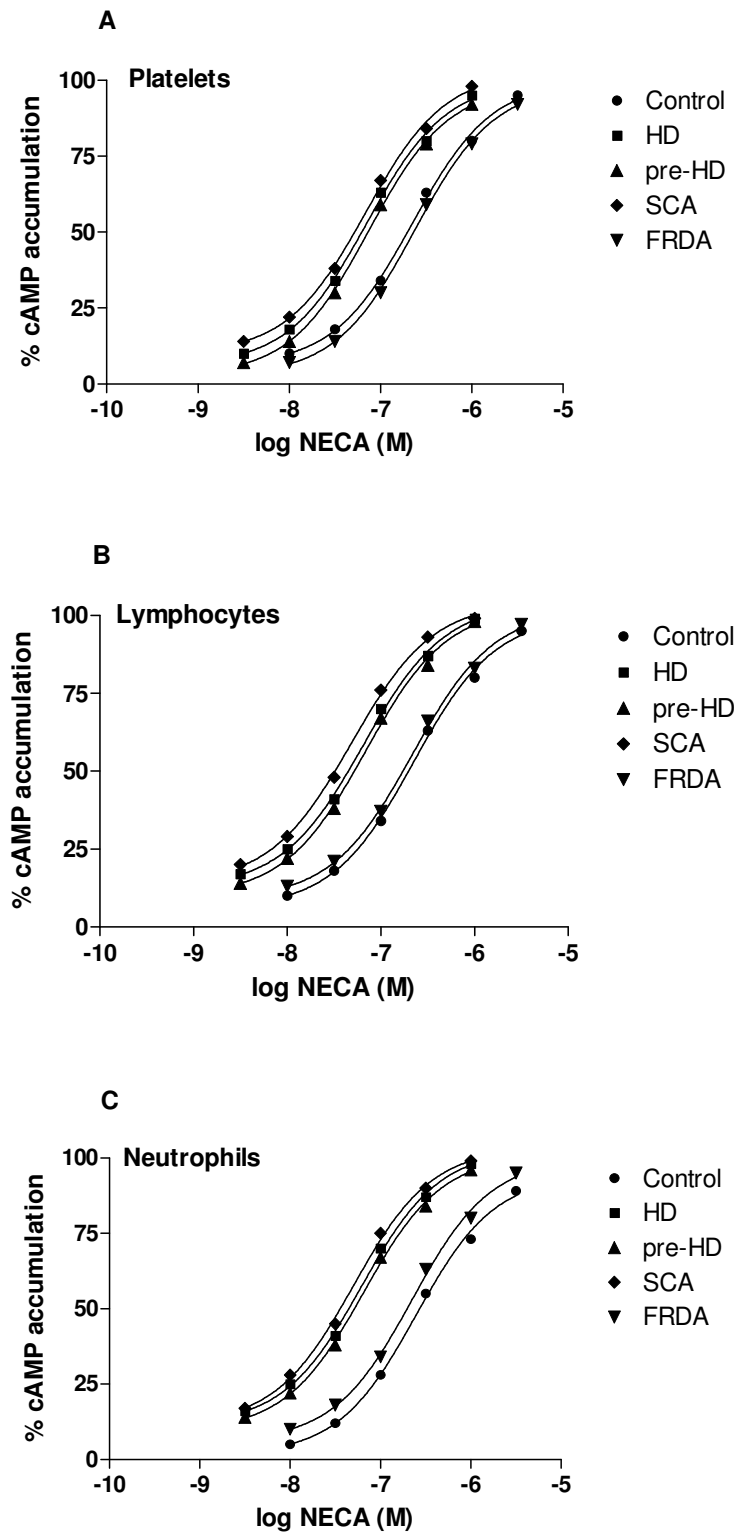 A
Platelets
% cAMP accumulation
100
75
50
25
0
-10 -9 -8 -7 -6 -5
log NECA (M)
Control
HD
pre-HD
SCA
FRDA
B
Lymphocytes
% cAMP accumulation
100
75
50
25
0
-10 -9 -8 -7 -6 -5
log NECA (M)
Control
HD
pre-HD
SCA
FRDA
C
Neutrophils
% cAMP accumulation
100
75
50
25
0
-10 -9 -8 -7 -6 -5
log NECA (M)
Control
HD
pre-HD
SCA
FRDA